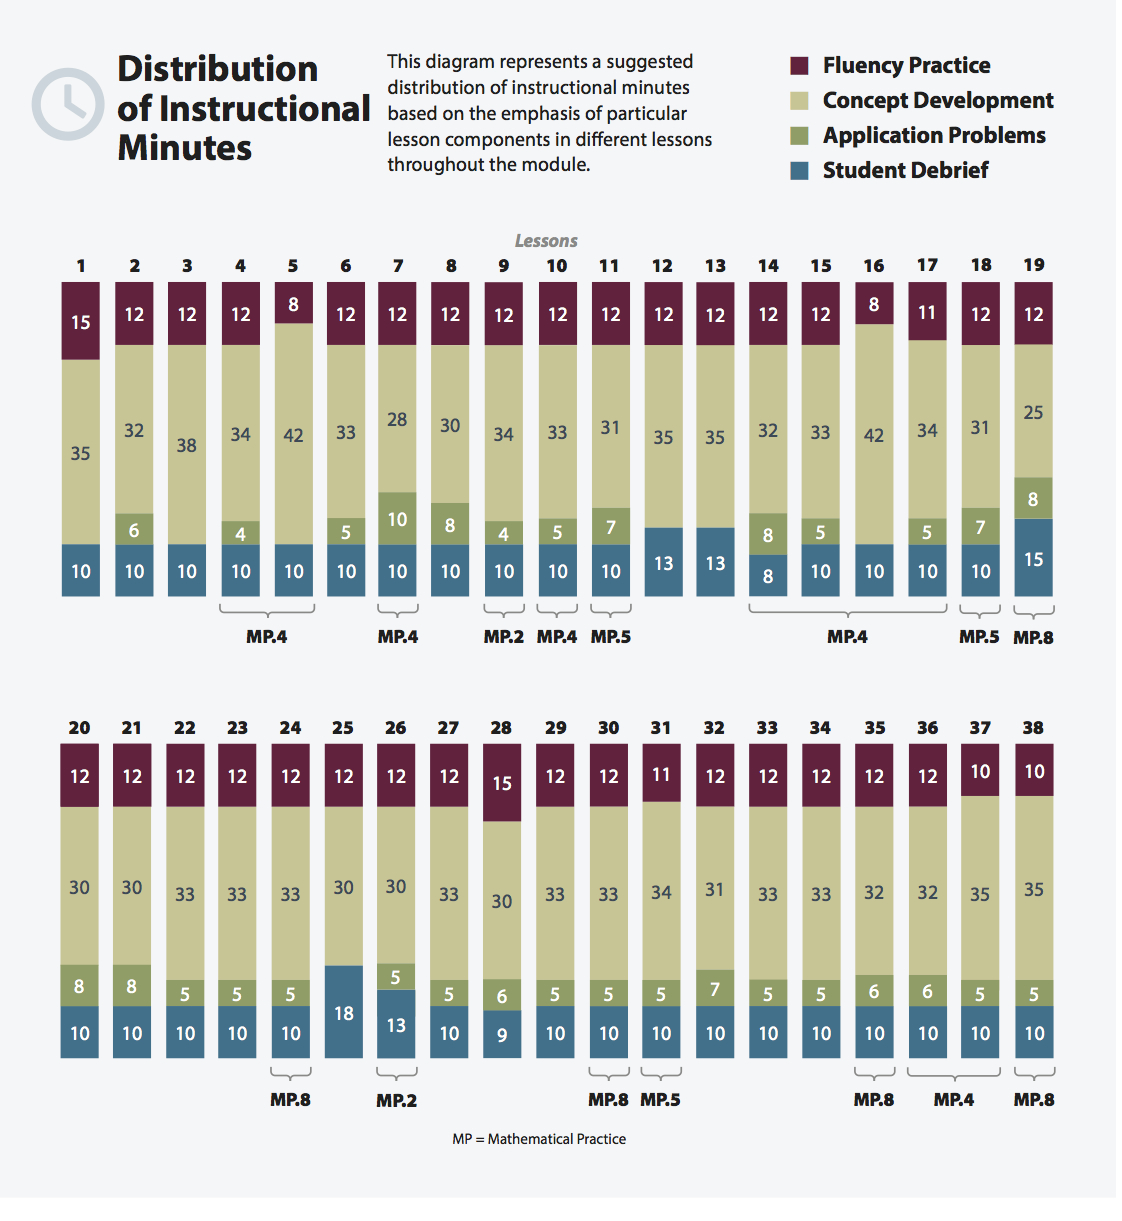 Distribution
of Instructional
Minutes
This diagram represents a suggested
distribution of instructional minutes
based on the emphasis of particular
lesson components in different lessons
throughout the module.
Fluency Practice
Concept Development
Application Problems
Student Debrief
Lessons
1 2 3 4 5 6 7 8 9 10 11 12 13 14 15 16 17 18 19
15 12 12 12 8 12 12 12 12 12 12 12 12 12 12 8 11 12 12
35 32 38 34 42 33 28 30 34 33 31 35 35 32 33 42 34 31 25
6 4 5 10 8 4 5 7 8 5 5 7 8
10 10 10 10 10 10 10 10 10 10 10 13 13 8 10 10 10 10 15
MP.4 MP.4 MP.2 MP.4 MP.5 MP.4 MP.5 MP.8
20 21 22 23 24 25 26 27 28 29 30 31 32 33 34 35 36 37 38
12 12 12 12 12 12 12 12 15 12 12 11 12 12 12 12 12 10 10
30 30 33 33 33 30 30 33 30 33 33 34 31 33 33 32 32 35 35
8 8 5 5 5 5 5 6 5 5 5 7 5 5 6 6 5 5
10 10 10 10 10 18 13 10 9 10 10 10 10 10 10 10 10 10 10
MP.8 MP.2 MP.8 MP.5 MP.8 MP.4 MP.8
MP = Mathematical Practice